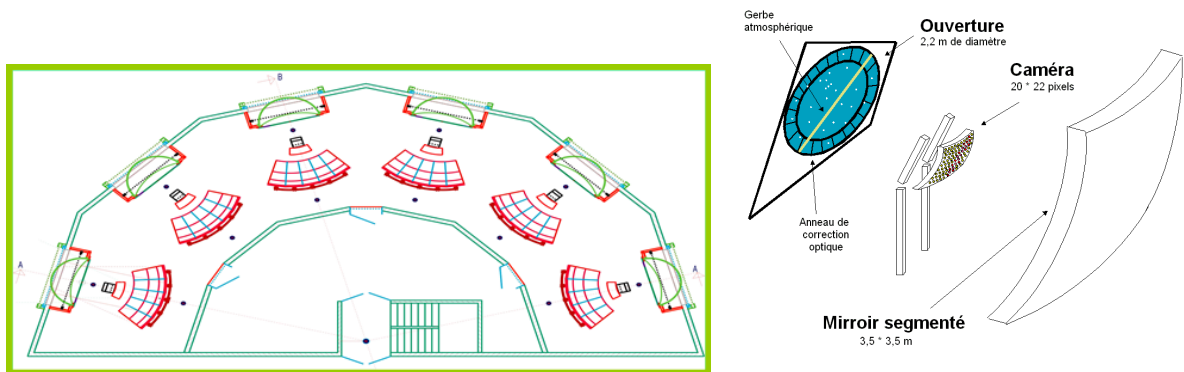 B
A
A
Gerbe
atmosphérique
Ouverture
2,2 m de diamètre
Caméra
20 * 22 pixels
Anneau de
correction
optique
Mirroir segmenté
3,5 * 3,5 m